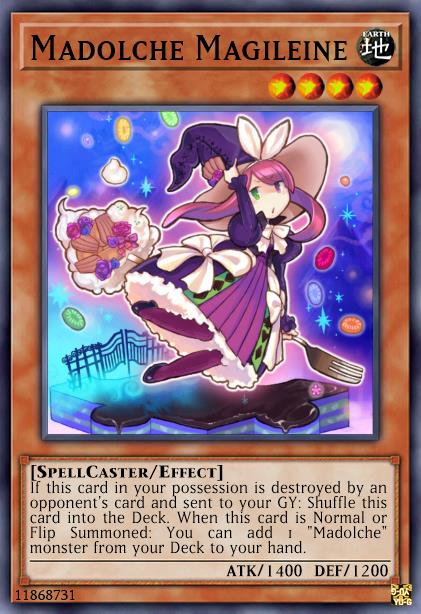 Madolche Magileine
EARTH
地
[SpellCaster/Effect]
If this card in your possession is destroyed by an
opponent's card and sent to your GY: Shuffle this
card into the Deck. When this card is Normal or
Flip Summoned: You can add 1 "Madolche"
monster from your Deck to your hand.
ATK/1400 DEF/1200
11868731